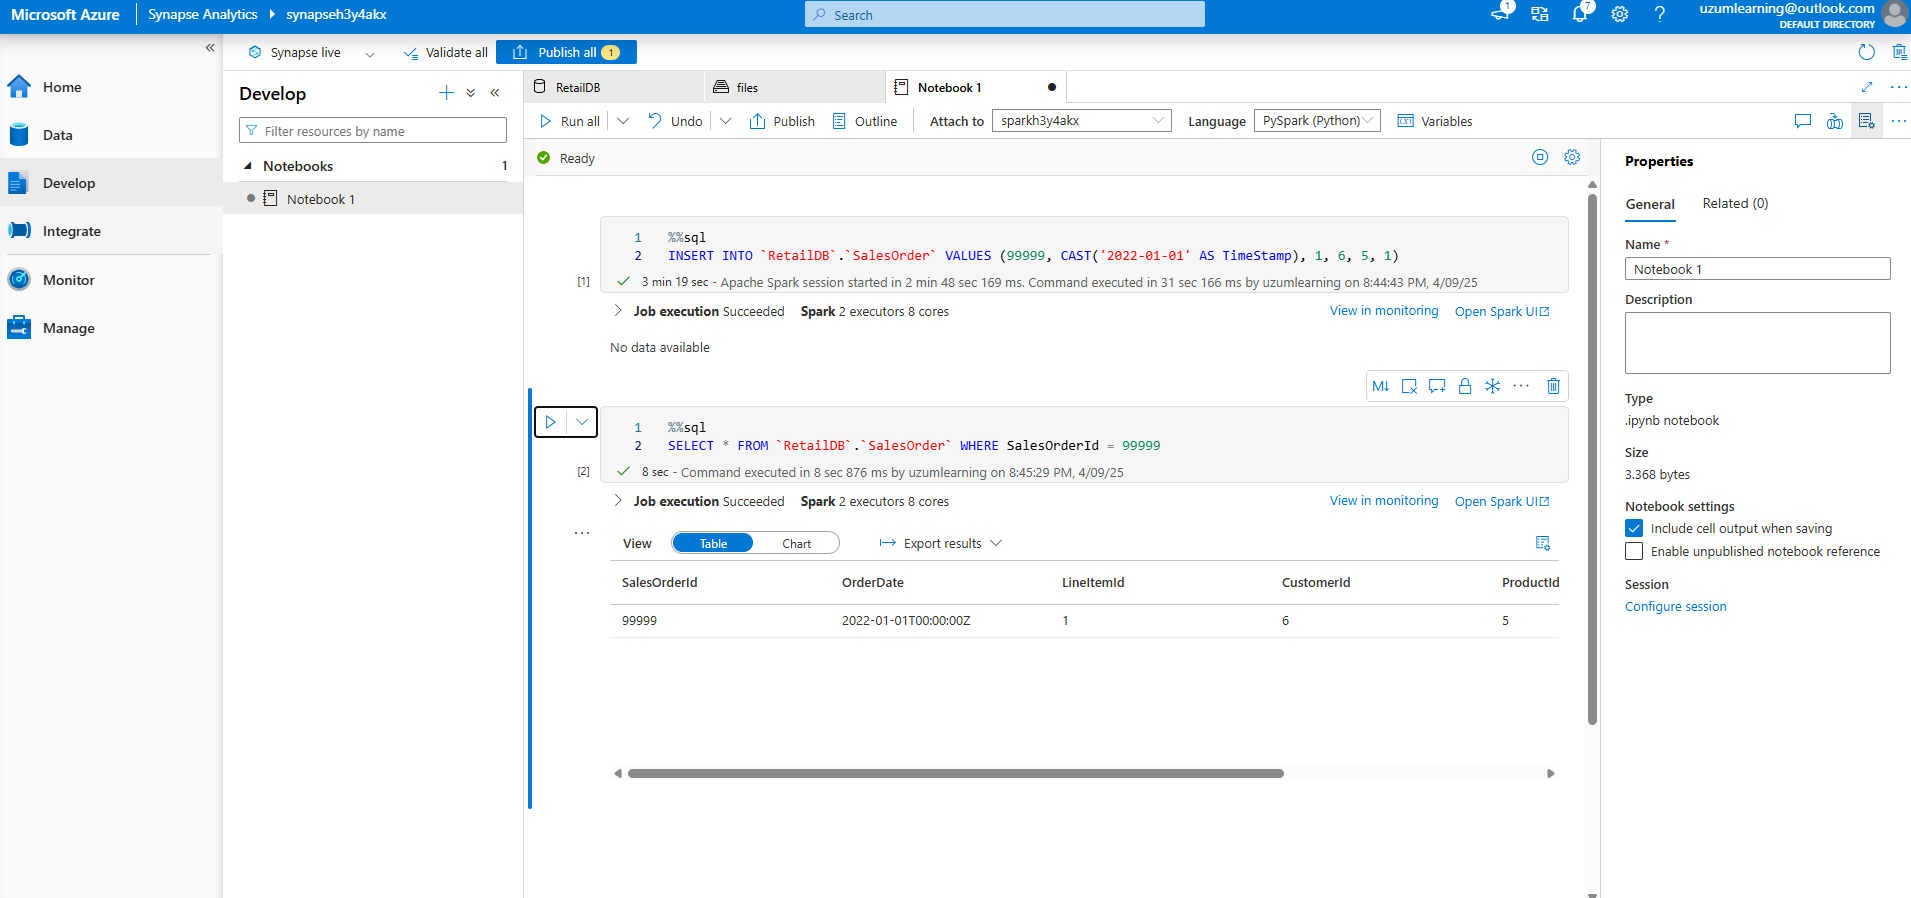 Microsoft Azure
Synapse Analytics
synapseh3y4akx
Search
1
7
uzumlearning@outlook.com
DEFAULT DIRECTORY
Synapse live
Validate all
Publish all
1
Home
Data
Develop
Integrate
Monitor
Manage
Develop
Filter resources by name
Notebooks
1
Notebook 1
RetailDB
files
Notebook 1
Run all
Undo
Publish
Outline
Attach to
sparkh3y4akx
Language
PySpark (Python)
Variables
Ready
1 %%sql
2 INSERT INTO `RetailDB`.`SalesOrder` VALUES (99999, CAST('2022-01-01' AS TimeStamp), 1, 6, 5, 1)
[1]
3 min 19 sec - Apache Spark session started in 2 min 48 sec 169 ms. Command executed in 31 sec 166 ms by uzumlearning on 8:44:43 PM, 4/09/25
Job execution Succeeded Spark 2 executors 8 cores
View in monitoring
Open Spark UI
No data available
M↓
1 %%sql
2 SELECT * FROM `RetailDB`.`SalesOrder` WHERE SalesOrderId = 99999
[2]
8 sec - Command executed in 8 sec 876 ms by uzumlearning on 8:45:29 PM, 4/09/25
Job execution Succeeded Spark 2 executors 8 cores
View in monitoring
Open Spark UI
View
Table
Chart
Export results
SalesOrderId OrderDate LineItemId CustomerId ProductId
99999 2022-01-01T00:00:00Z 1 6 5
Properties
General
Related (0)
Name *
Notebook 1
Description
Type
.ipynb notebook
Size
3.368 bytes
Notebook settings
Include cell output when saving
Enable unpublished notebook reference
Session
Configure session